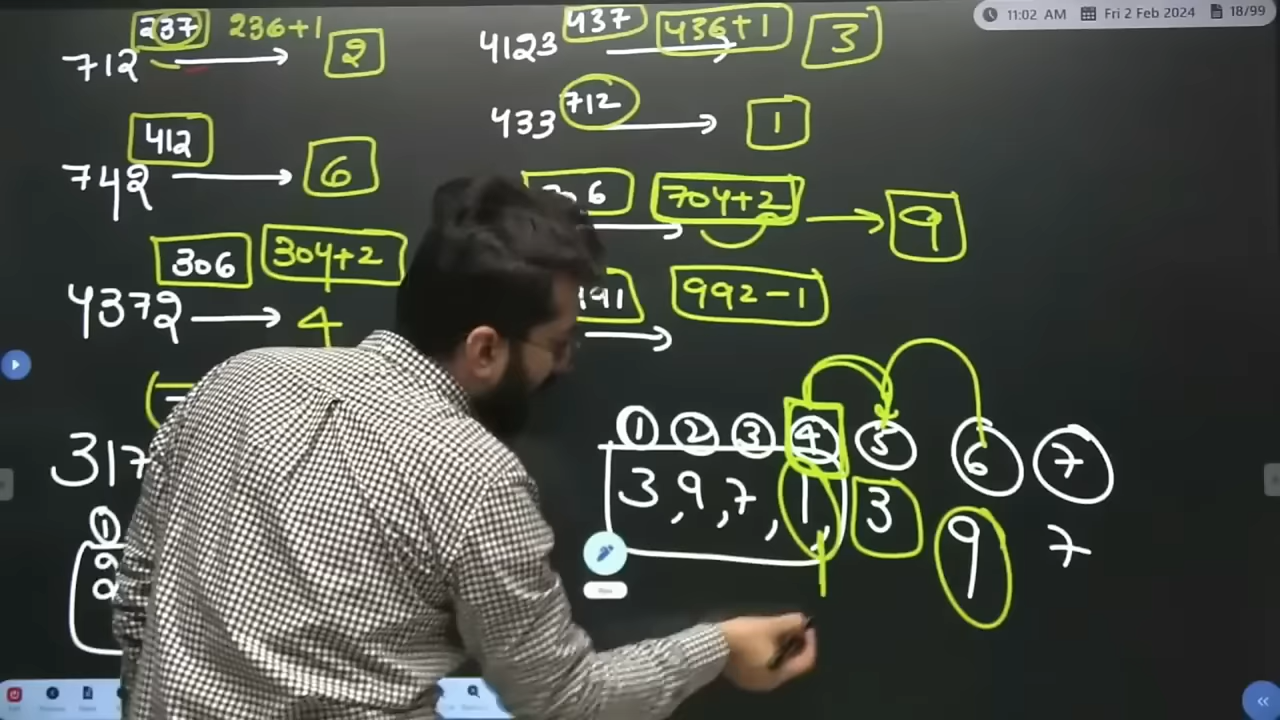 11:02 AM Fri 2 Feb 2024 18/99
237 236+1
712 → 2
437 436+1
4123 → 3
712
433 → 1
412
742 → 6
306 304+2
4372 → 4
704+2 → 9
992-1
317
1 2 3 4 5 6 7
3, 9, 7, 1, 3 9 7
1